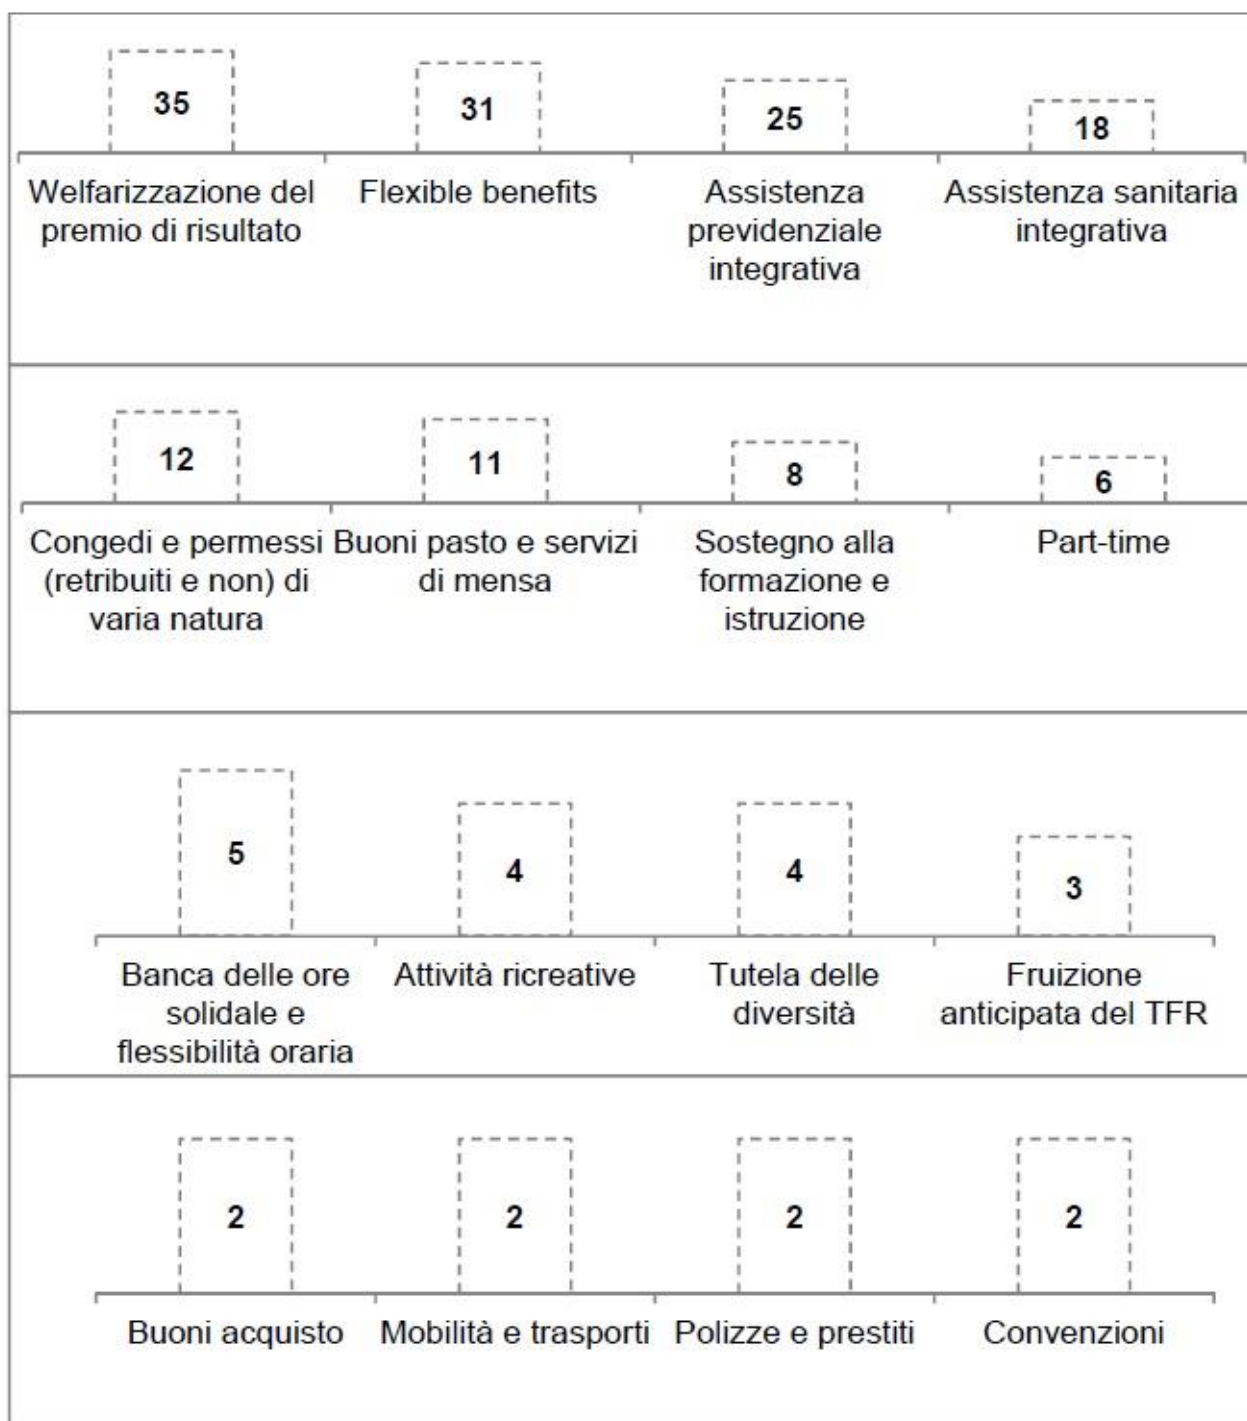 35 31 25 18
Welfarizzazione del
premio di risultato
Flexible benefits
Assistenza
previdenziale
integrativa
Assistenza sanitaria
integrativa
12 11 8 6
Congedi e permessi
(retribuiti e non) di
varia natura
Buoni pasto e servizi
di mensa
Sostegno alla
formazione e
istruzione
Part-time
5 4 4 3
Banca delle ore
solidale e
flessibilità oraria
Attività ricreative
Tutela delle
diversità
Fruizione
anticipata del TFR
2 2 2 2
Buoni acquisto
Mobilità e trasporti
Polizze e prestiti
Convenzioni